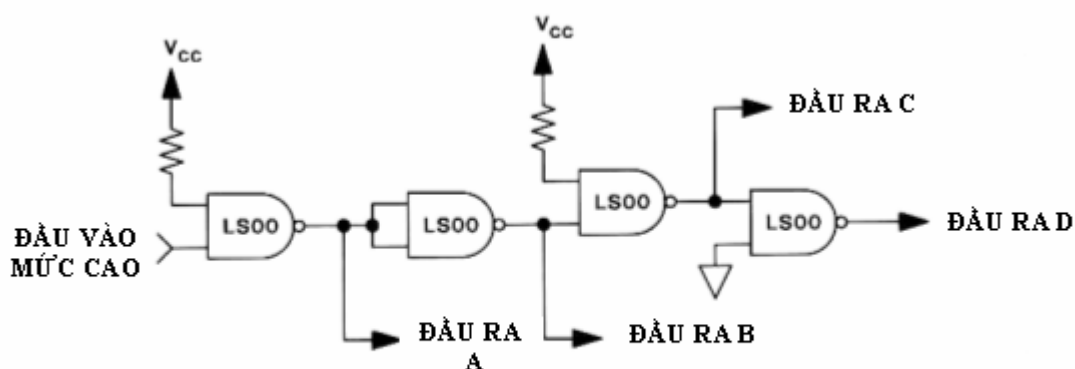 VCC
VCC
ĐẦU RA C
LS00
LS00
LS00
LS00
ĐẦU RA D
ĐẦU VÀO
MỨC CAO
ĐẦU RA
A
ĐẦU RA B